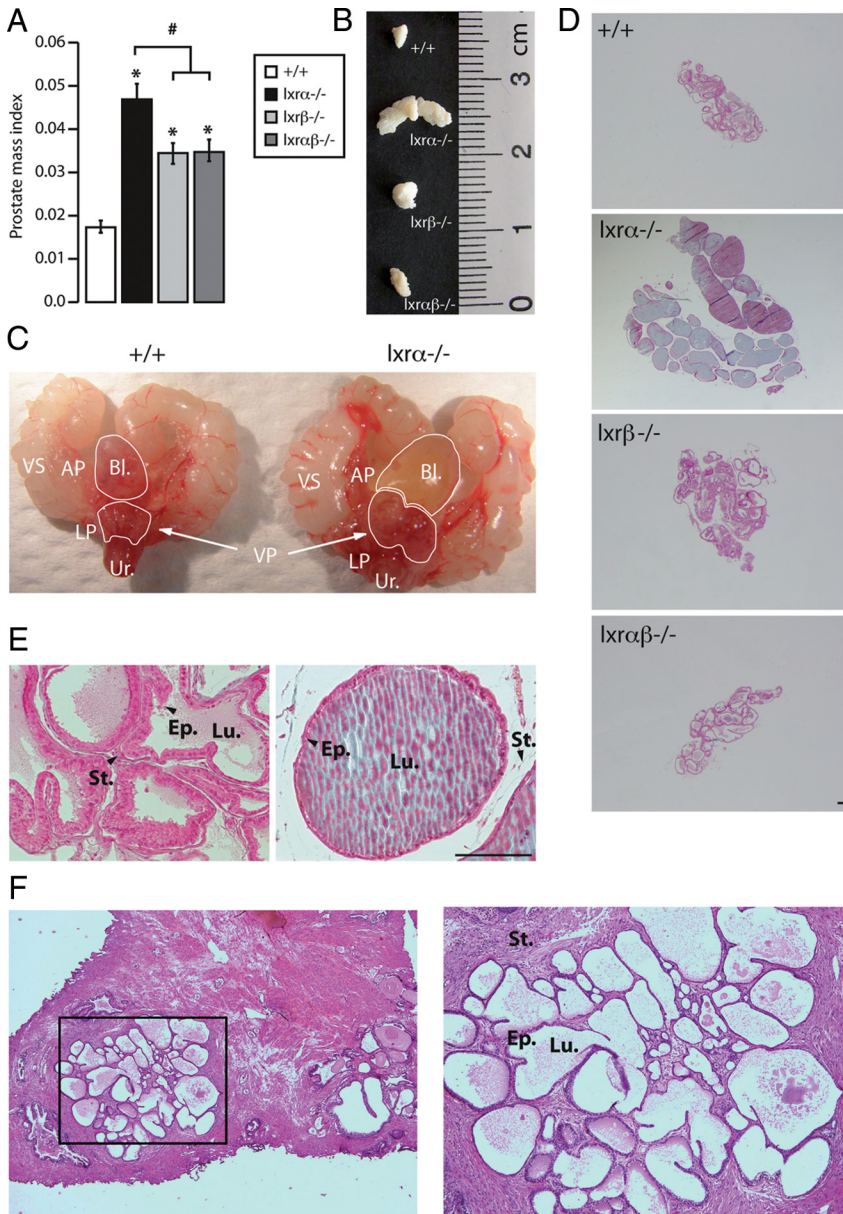 A
0.06
0.05
0.04
0.03
0.02
0.01
0.0
Prostate mass index
#
*
*
*
+/+
lxrα-/-
lxrβ-/-
lxrαβ-/-
B
+/+
lxrα-/-
lxrβ-/-
lxrαβ-/-
cm
3
2
1
0
C
+/+
lxrα-/-
VS
AP
Bl.
LP
Ur.
VP
VS
AP
Bl.
LP
Ur.
D
+/+
lxrα-/-
lxrβ-/-
lxrαβ-/-
E
Ep.
Lu.
St.
Ep.
Lu.
St.
F
St.
Ep.
Lu.